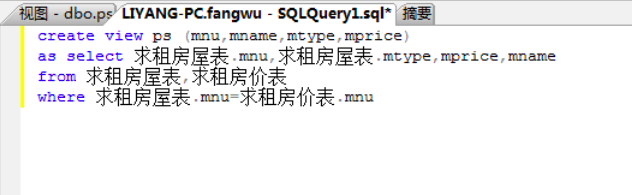 视图 - dbo.ps LIYANG-PC.fangwu - SQLQuery1.sql* 摘要
create view ps (mnu,mname,mtype,mprice)
as select 求租房屋表.mnu,求租房屋表.mtype,mprice,mname
from 求租房屋表,求租房价表
where 求租房屋表.mnu=求租房价表.mnu